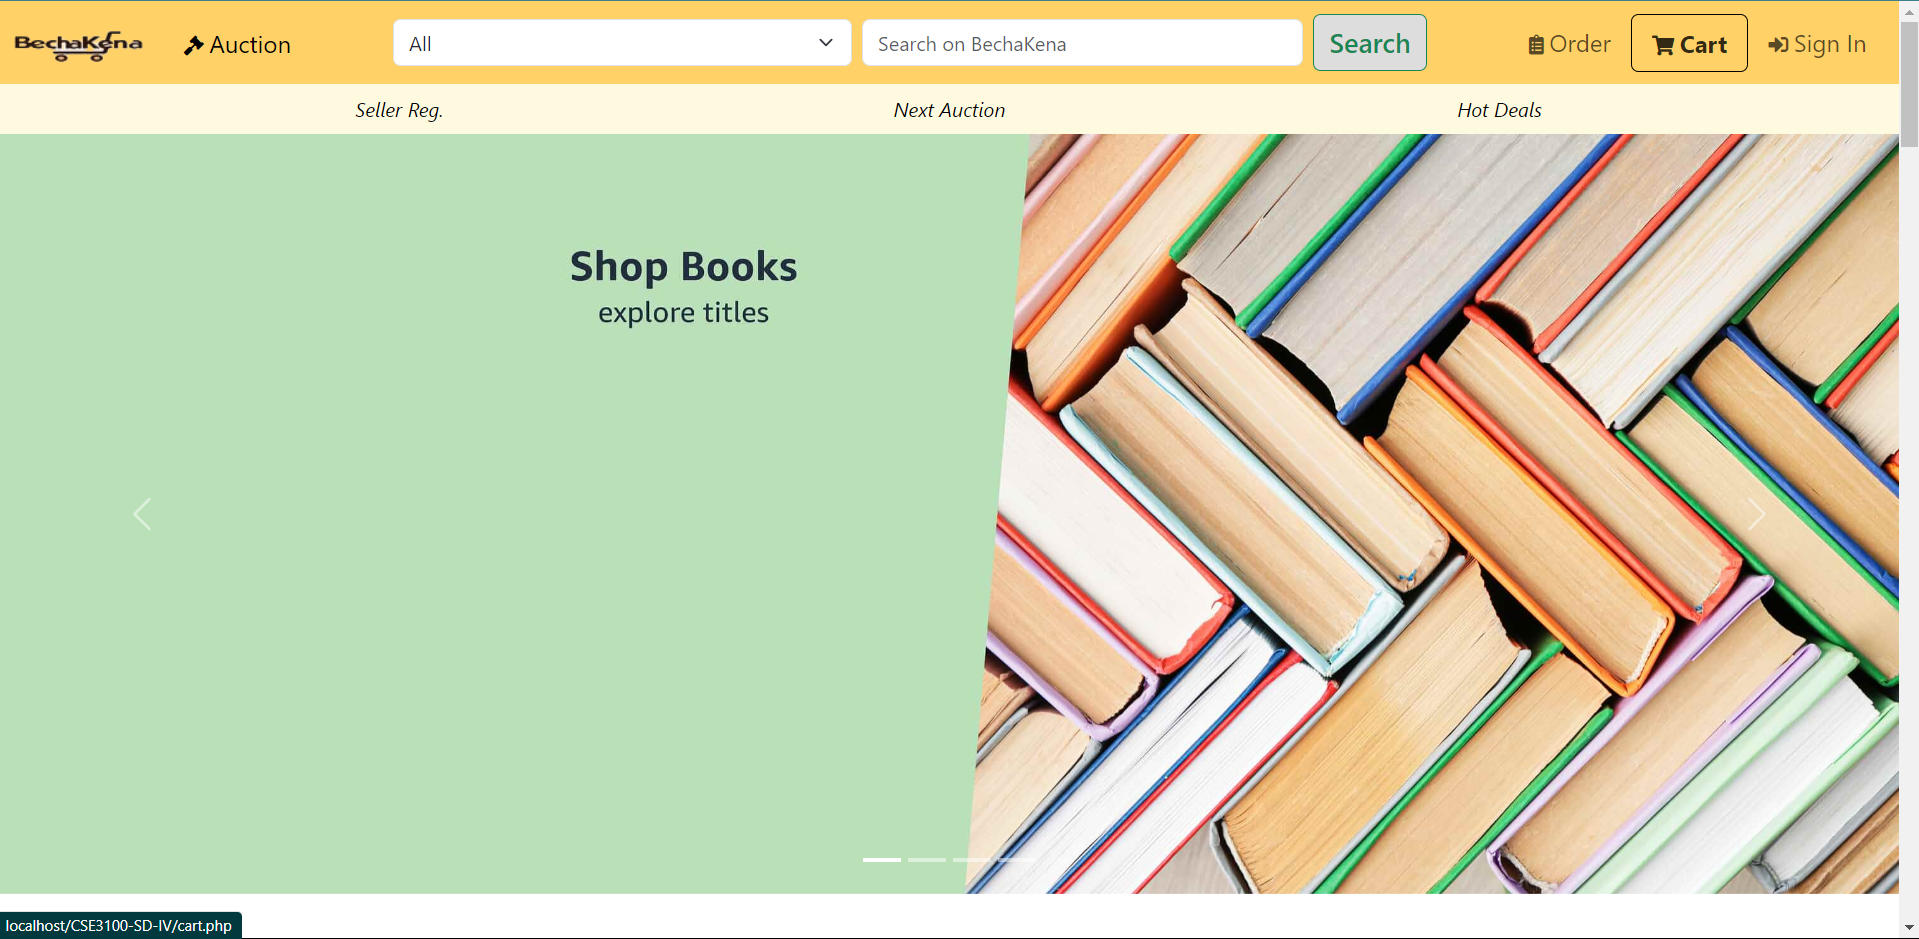 BechaKena
Auction
All
Search on BechaKena
Search
Order
Cart
Sign In
Seller Reg.
Next Auction
Hot Deals
Shop Books
explore titles
localhost/CSE3100-SD-IV/cart.php